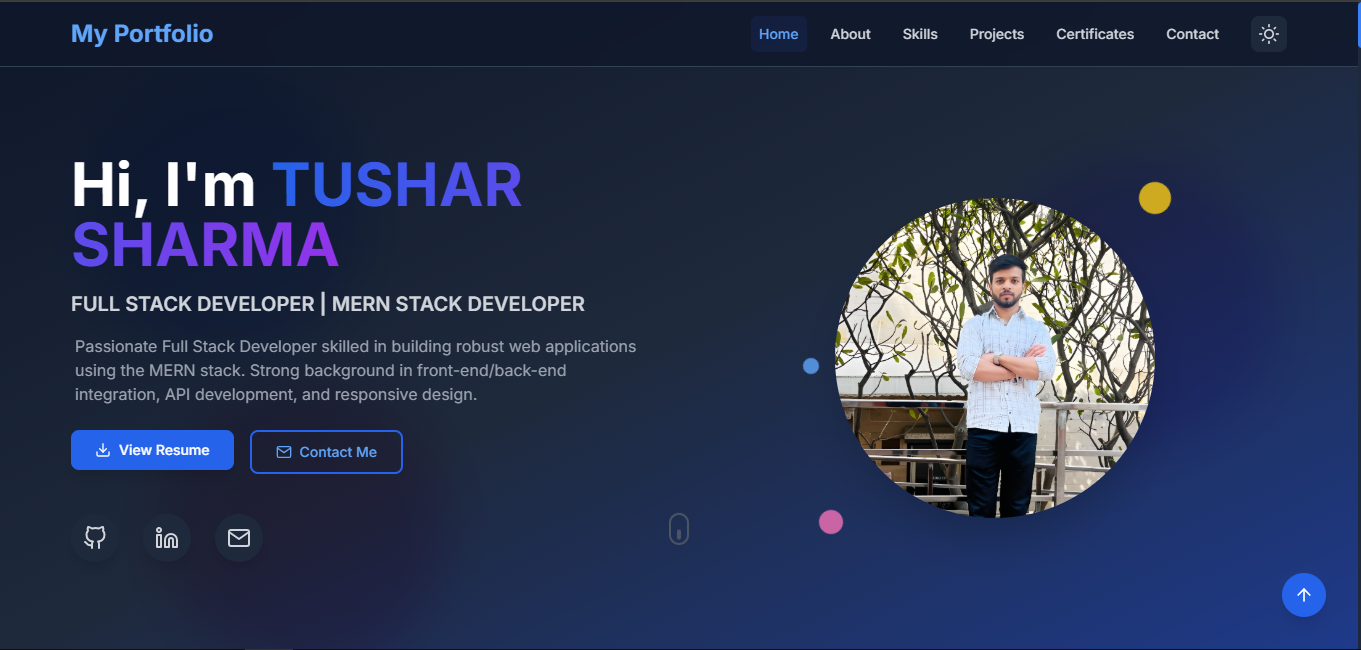 My Portfolio
Home About Skills Projects Certificates Contact
Hi, I'm TUSHAR
SHARMA
FULL STACK DEVELOPER | MERN STACK DEVELOPER
Passionate Full Stack Developer skilled in building robust web applications
using the MERN stack. Strong background in front-end/back-end
integration, API development, and responsive design.
View Resume
Contact Me